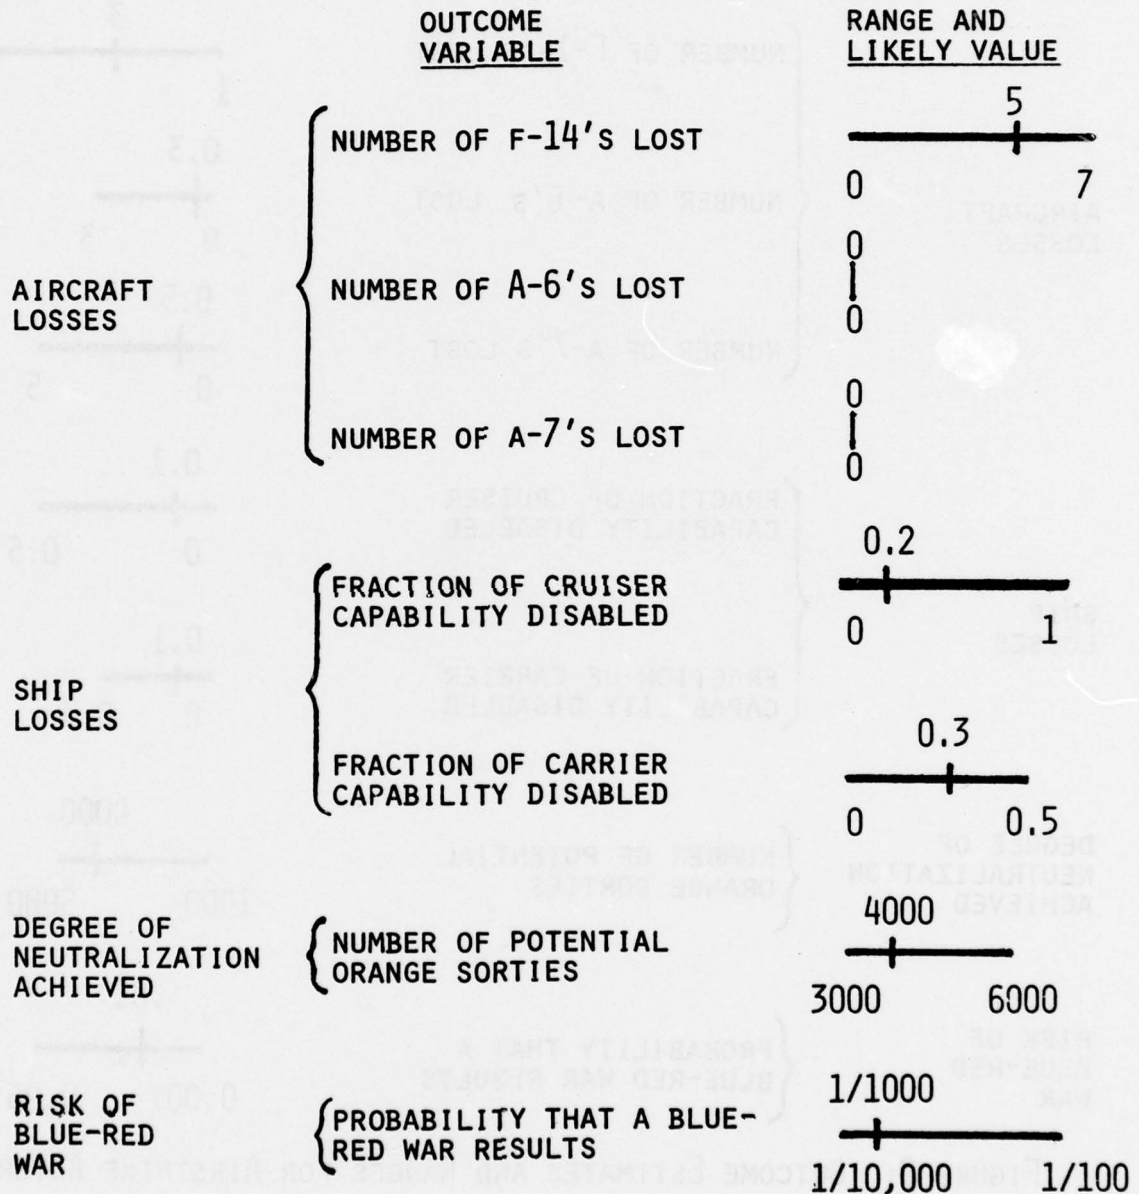 OUTCOME
VARIABLE
RANGE AND
LIKELY VALUE
AIRCRAFT
LOSSES
NUMBER OF F-14'S LOST
5
0 7
NUMBER OF A-6'S LOST
0
0
NUMBER OF A-7'S LOST
0
0
SHIP
LOSSES
FRACTION OF CRUISER
CAPABILITY DISABLED
0.2
0 1
FRACTION OF CARRIER
CAPABILITY DISABLED
0.3
0 0.5
DEGREE OF
NEUTRALIZATION
ACHIEVED
NUMBER OF POTENTIAL
ORANGE SORTIES
4000
3000 6000
RISK OF
BLUE-RED
WAR
PROBABILITY THAT A BLUE-
RED WAR RESULTS
1/1000
1/10,000 1/100